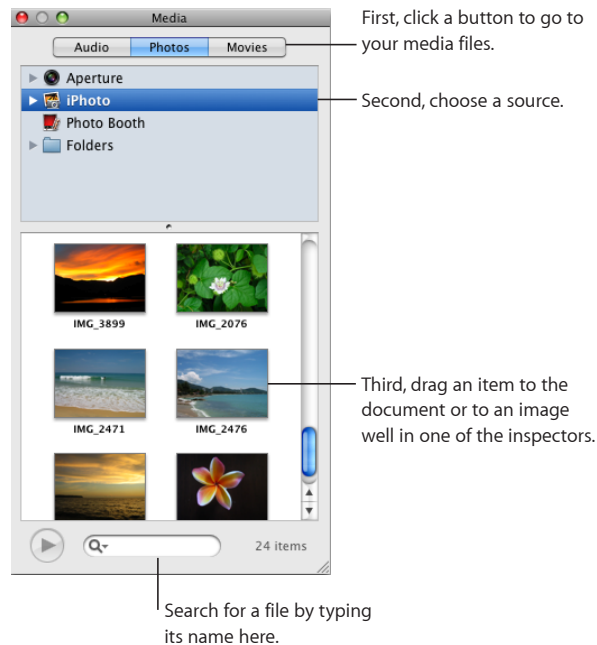 Media
First, click a button to go to
your media files.
Audio Photos Movies
Aperture
iPhoto
Second, choose a source.
Photo Booth
Folders
IMG_3899 IMG_2076
IMG_2471 IMG_2476
Third, drag an item to the
document or to an image
well in one of the inspectors.
24 items
Search for a file by typing
its name here.